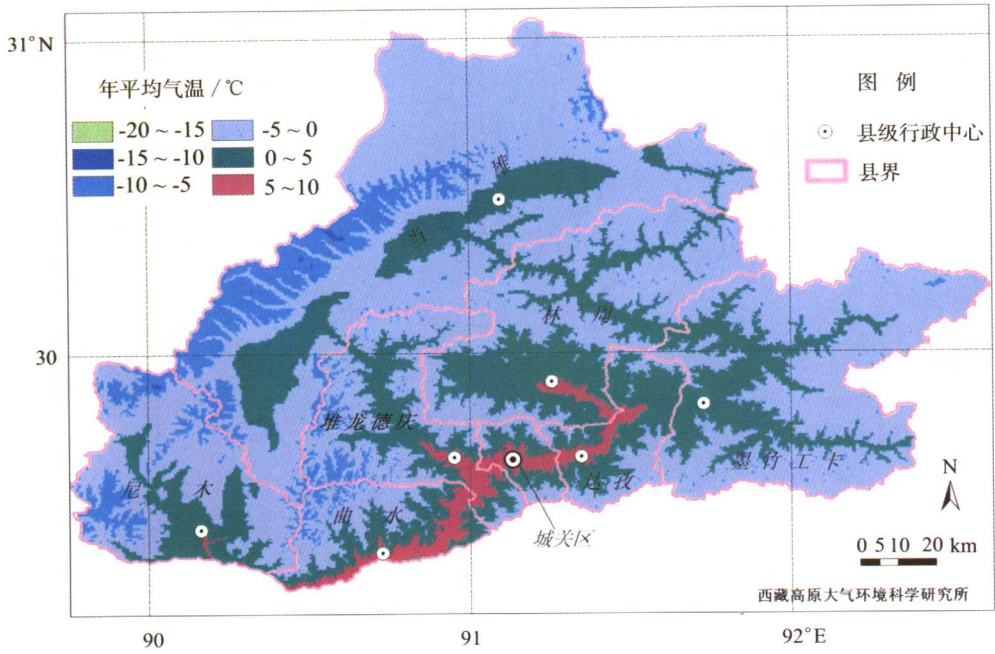 31°N
年平均气温/℃
-20～-15
-5～0
-15～-10
0～5
-10～-5
5～10
图 例
县级行政中心
县界
当 雄
30
林 周
堆龙德庆
墨竹工卡
尼 木
达孜
曲 水
城关区
N
0 5 10 20 km
西藏高原大气环境科学研究所
90
91
92°E